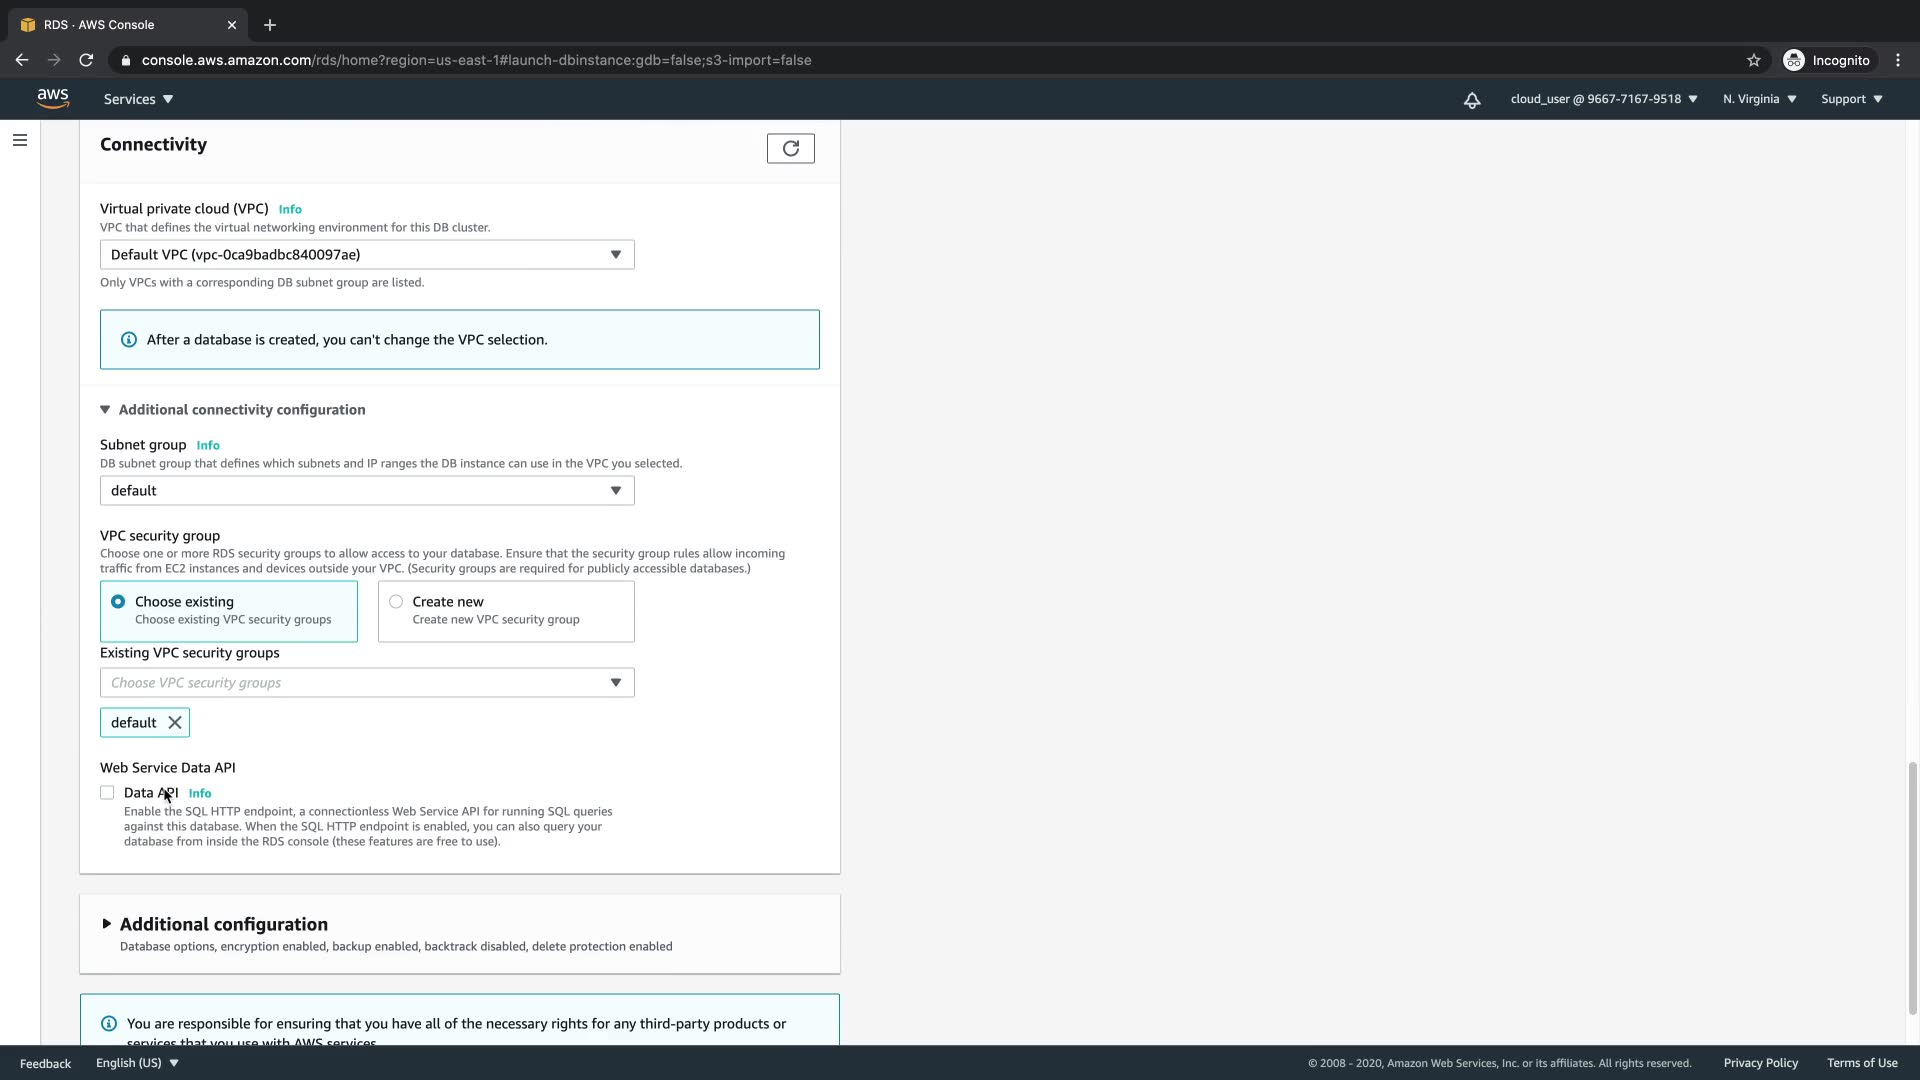 RDS · AWS Console
console.aws.amazon.com/rds/home?region=us-east-1#launch-dbinstance:gdb=false;s3-import=false
Incognito
aws
Services
cloud_user @ 9667-7167-9518
N. Virginia
Support
Connectivity
Virtual private cloud (VPC) Info
VPC that defines the virtual networking environment for this DB cluster.
Default VPC (vpc-0ca9badbc840097ae)
Only VPCs with a corresponding DB subnet group are listed.
After a database is created, you can't change the VPC selection.
Additional connectivity configuration
Subnet group Info
DB subnet group that defines which subnets and IP ranges the DB instance can use in the VPC you selected.
default
VPC security group
Choose one or more RDS security groups to allow access to your database. Ensure that the security group rules allow incoming
traffic from EC2 instances and devices outside your VPC. (Security groups are required for publicly accessible databases.)
Choose existing
Choose existing VPC security groups
Create new
Create new VPC security group
Existing VPC security groups
Choose VPC security groups
default
Web Service Data API
Data API Info
Enable the SQL HTTP endpoint, a connectionless Web Service API for running SQL queries
against this database. When the SQL HTTP endpoint is enabled, you can also query your
database from inside the RDS console (these features are free to use).
Additional configuration
Database options, encryption enabled, backup enabled, backtrack disabled, delete protection enabled
You are responsible for ensuring that you have all of the necessary rights for any third-party products or
services that you use with AWS services.
Feedback
English (US)
© 2008 - 2020, Amazon Web Services, Inc. or its affiliates. All rights reserved.
Privacy Policy
Terms of Use